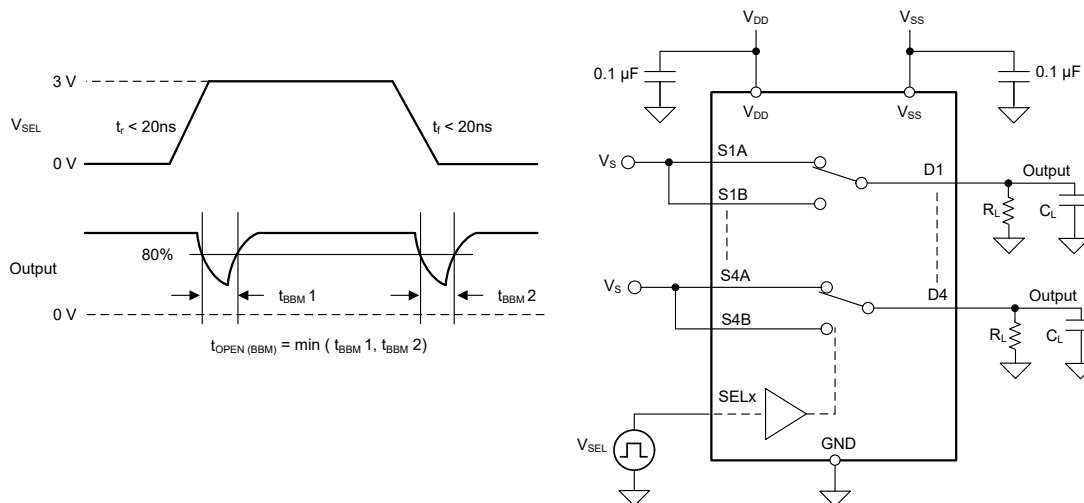 3 V
V_SEL
t_r < 20ns
t_f < 20ns
0 V
80%
Output
t_BBM 1
t_BBM 2
0 V
t_OPEN (BBM) = min ( t_BBM 1, t_BBM 2)
V_DD
V_SS
0.1 µF
0.1 µF
V_DD
V_SS
V_S
S1A
D1
Output
S1B
R_L
C_L
V_S
S4A
D4
Output
S4B
R_L
C_L
SELx
V_SEL
GND